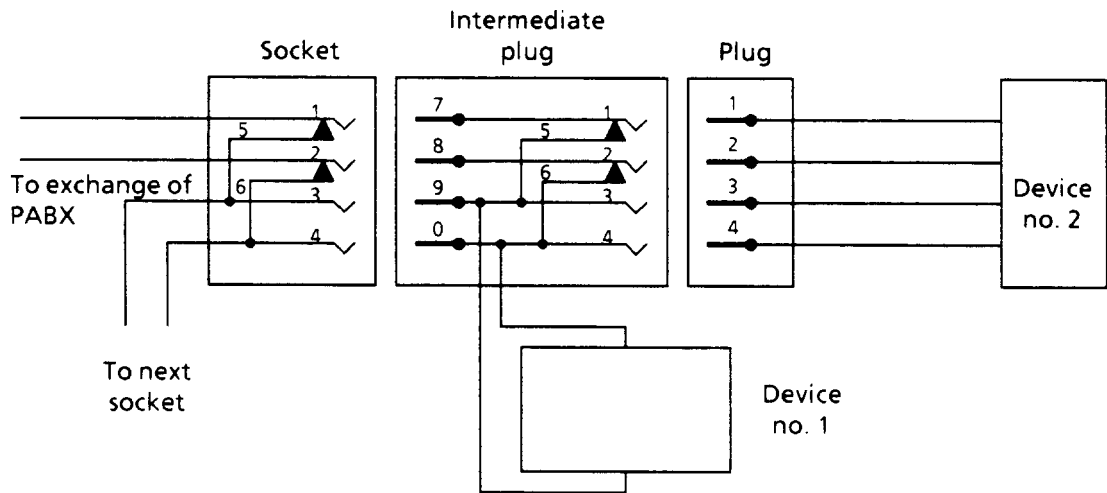 Intermediate
plug
Socket
Plug
1
5
2
6
3
4
To exchange of
PABX
To next
socket
7
8
9
0
1
5
2
6
3
4
1
2
3
4
Device
no. 2
Device
no. 1